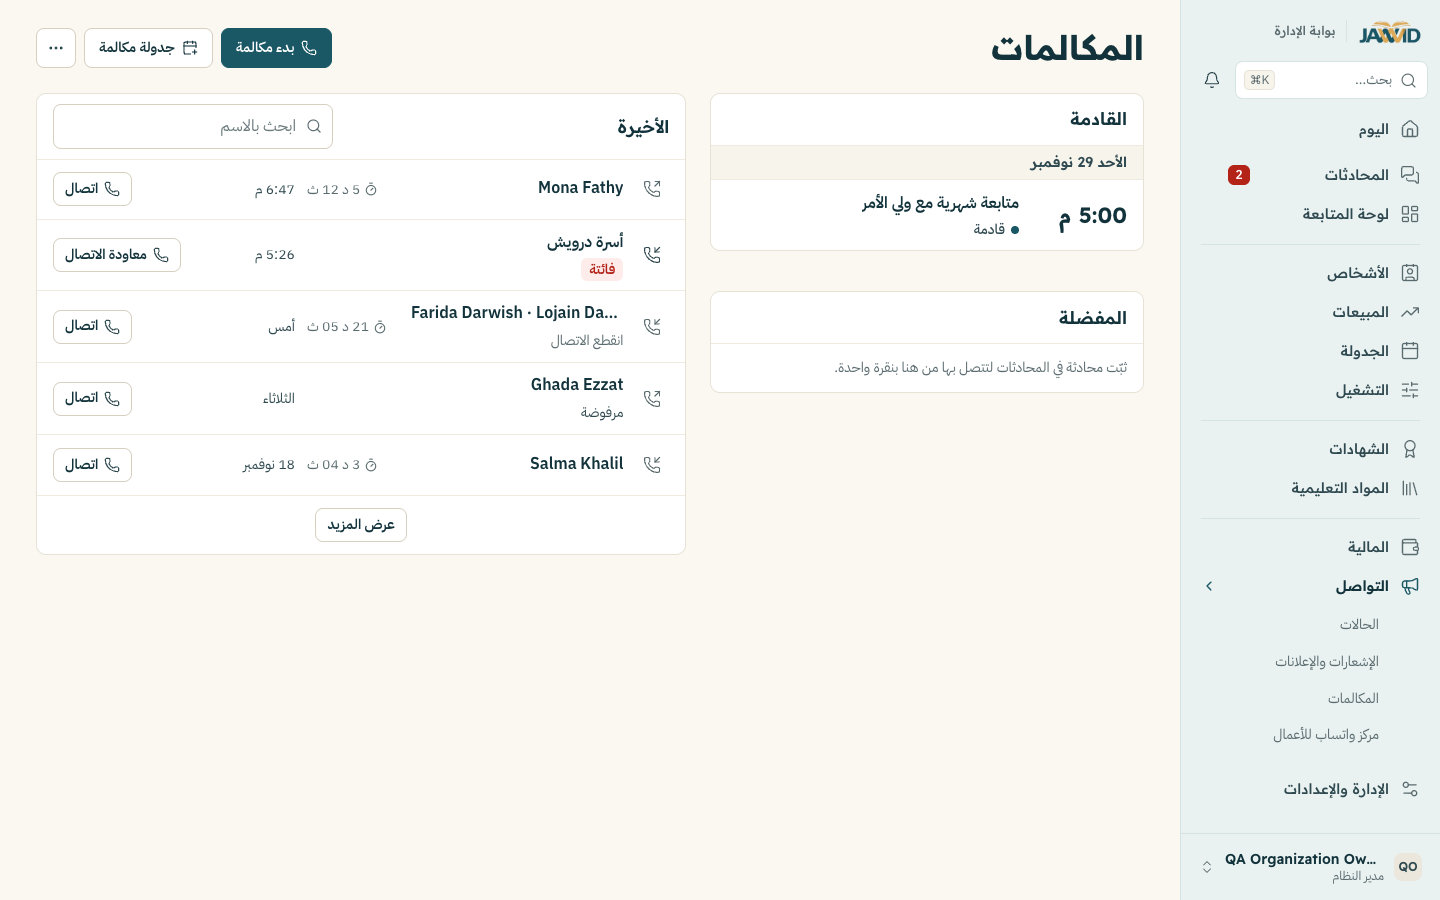 JAWID
بوابة الإدارة
بحث...
⌘K
اليوم
المحادثات
2
لوحة المتابعة
الأشخاص
المبيعات
الجدولة
التشغيل
الشهادات
المواد التعليمية
المالية
التواصل
الحالات
الإشعارات والإعلانات
المكالمات
مركز واتساب للأعمال
الإدارة والإعدادات
QO
QA Organization Ow...
مدير النظام
المكالمات
بدء مكالمة
جدولة مكالمة
القادمة
الأحد 29 نوفمبر
5:00 م
متابعة شهرية مع ولي الأمر
قادمة
المفضلة
ثبّت محادثة في المحادثات لتتصل بها من هنا بنقرة واحدة.
الأخيرة
ابحث بالاسم
Mona Fathy
5 د 12 ث
6:47 م
اتصال
أسرة درويش
فائتة
5:26 م
معاودة الاتصال
Farida Darwish · Lojain Da...
انقطع الاتصال
21 د 05 ث
أمس
اتصال
Ghada Ezzat
مرفوضة
الثلاثاء
اتصال
Salma Khalil
3 د 04 ث
18 نوفمبر
اتصال
عرض المزيد